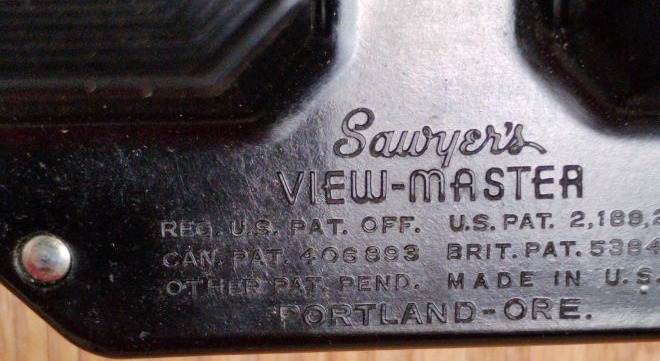 Sawyer's
VIEW-MASTER
REG. U.S. PAT. OFF. U.S. PAT. 2,189,2
CAN. PAT. 406893 BRIT. PAT. 5384
OTHER PAT. PEND. MADE IN U.S.
PORTLAND-ORE.